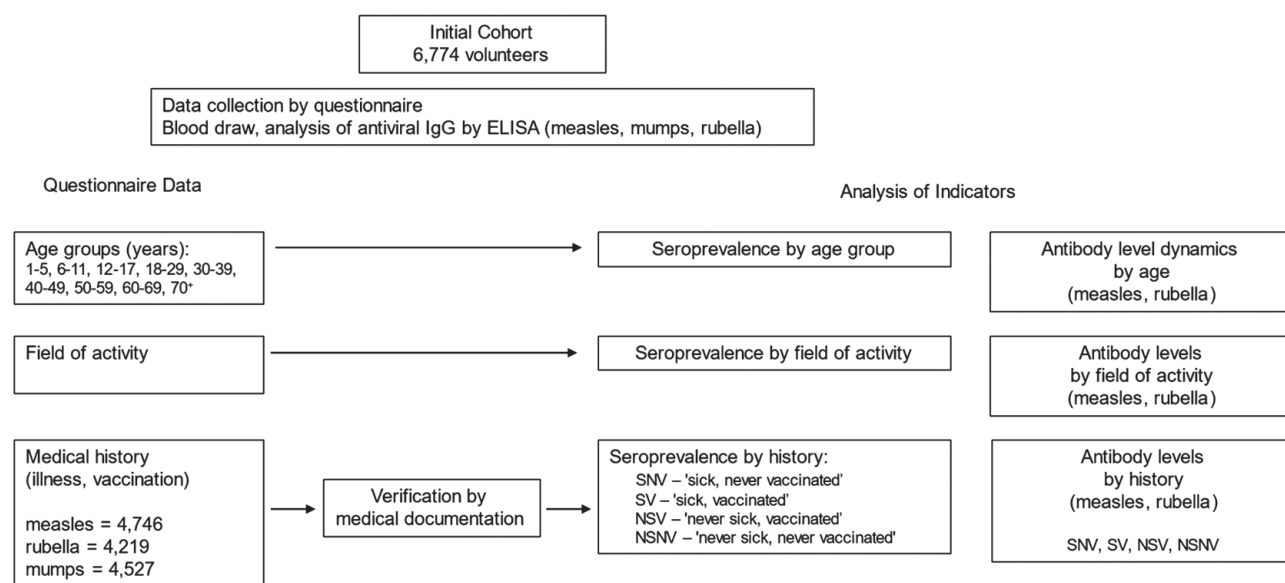 Initial Cohort
6,774 volunteers
Data collection by questionnaire
Blood draw, analysis of antiviral IgG by ELISA (measles, mumps, rubella)
Questionnaire Data
Analysis of Indicators
Age groups (years):
1-5, 6-11, 12-17, 18-29, 30-39,
40-49, 50-59, 60-69, 70⁺
Seroprevalence by age group
Antibody level dynamics
by age
(measles, rubella)
Field of activity
Seroprevalence by field of activity
Antibody levels
by field of activity
(measles, rubella)
Medical history
(illness, vaccination)
measles = 4,746
rubella = 4,219
mumps = 4,527
Verification by
medical documentation
Seroprevalence by history:
SNV – 'sick, never vaccinated’
SV – 'sick, vaccinated’
NSV – 'never sick, vaccinated’
NSNV – 'never sick, never vaccinated'
Antibody levels
by history
(measles, rubella)
SNV, SV, NSV, NSNV